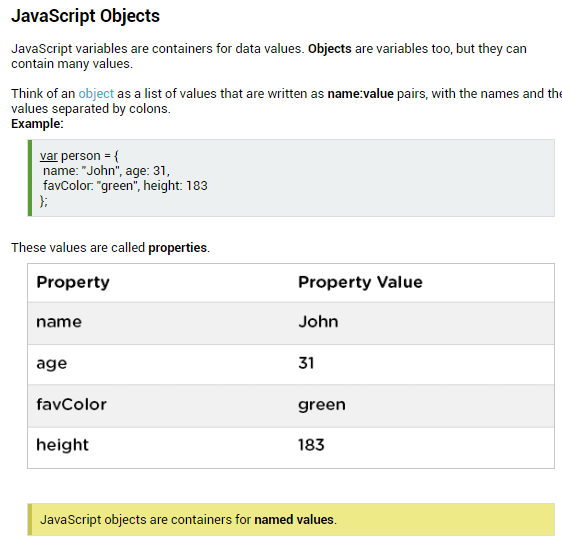 JavaScript Objects
JavaScript variables are containers for data values. Objects are variables too, but they can
contain many values.
Think of an object as a list of values that are written as name:value pairs, with the names and the
values separated by colons.
Example:
var person = {
name: "John", age: 31,
favColor: "green", height: 183
};
These values are called properties.
Property Property Value
name John
age 31
favColor green
height 183
JavaScript objects are containers for named values.